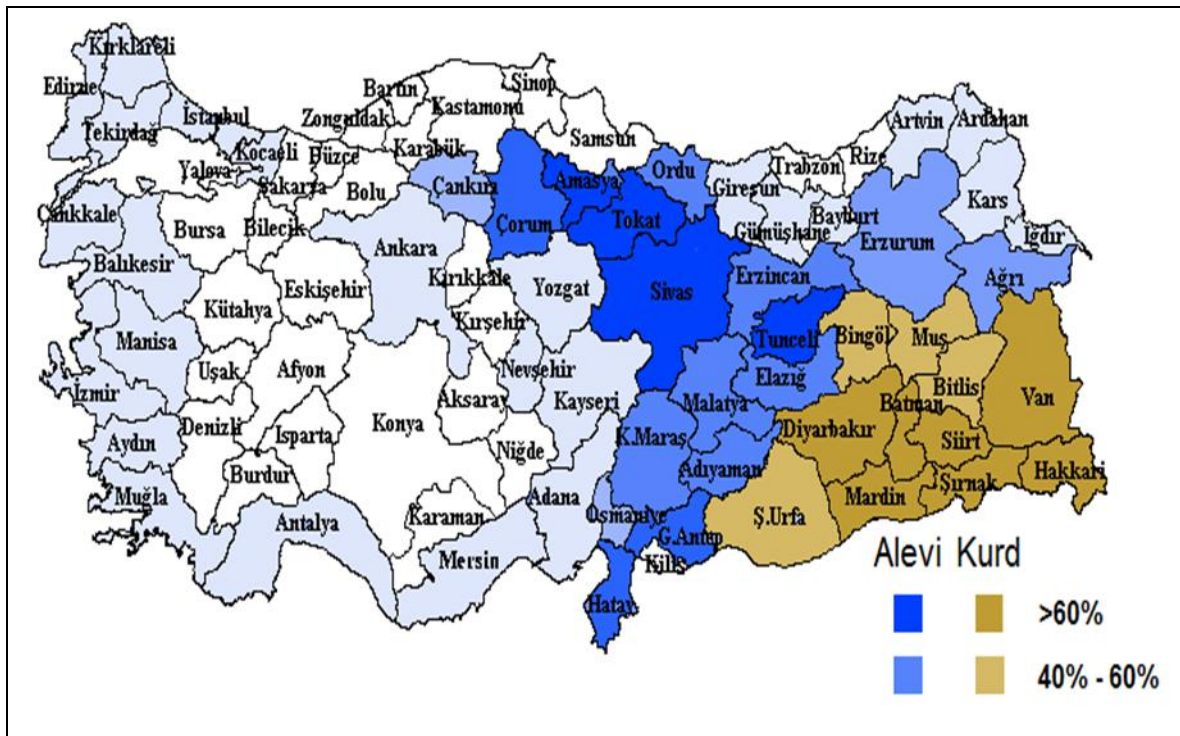 Kırklareli
Edirne
Tekirdağ
İstanbul
Kocaeli
Yalova
Sakarya
Düzce
Zonguldak
Bartın
Karabük
Kastamonu
Sinop
Samsun
Bolu
Çankırı
Çorum
Amasya
Tokat
Ordu
Giresun
Trabzon
Rize
Artvin
Ardahan
Kars
Iğdır
Gümüşhane
Bayburt
Erzurum
Ağrı
Çankkale
Balıkesir
Bursa
Bilecik
Kütahya
Eskişehir
Ankara
Kırıkkale
Kırşehir
Yozgat
Sivas
Erzincan
Tunceli
Bingöl
Muş
Bitlis
Van
Manisa
İzmir
Uşak
Afyon
Aydın
Denizli
Isparta
Burdur
Muğla
Antalya
Konya
Aksaray
Nevşehir
Niğde
Kayseri
Karaman
Mersin
Adana
Osmaniye
K.Maraş
Malatya
Elazığ
Adıyaman
G.Antep
Kilis
Hatay
Ş.Urfa
Diyarbakır
Batman
Siirt
Mardin
Şırnak
Hakkari
Alevi Kurd
>60%
40% - 60%